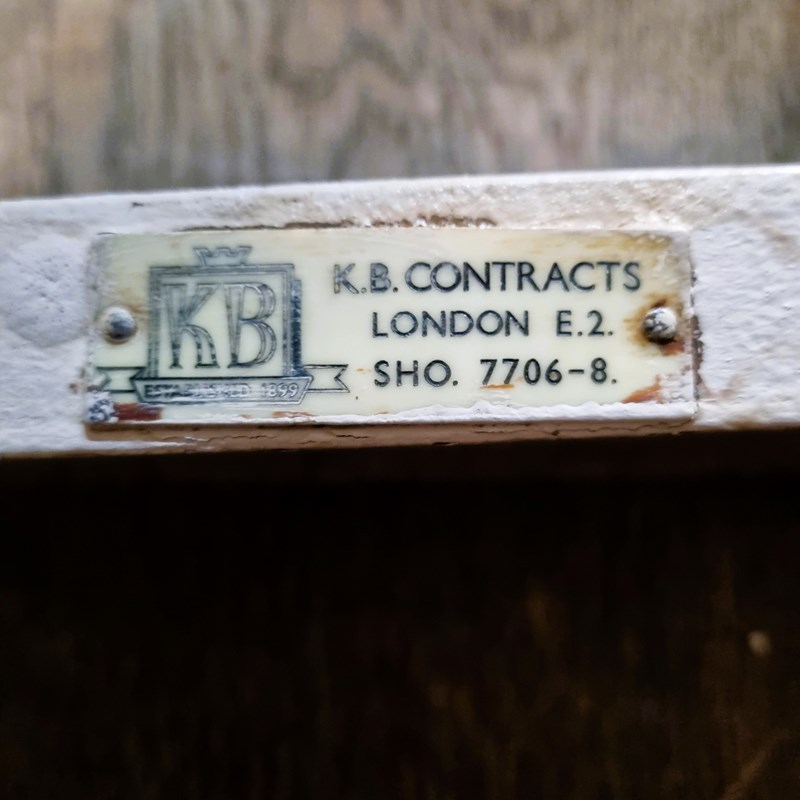 KB
ESTABLISHED 1899
K.B. CONTRACTS
LONDON E.2.
SHO. 7706-8.